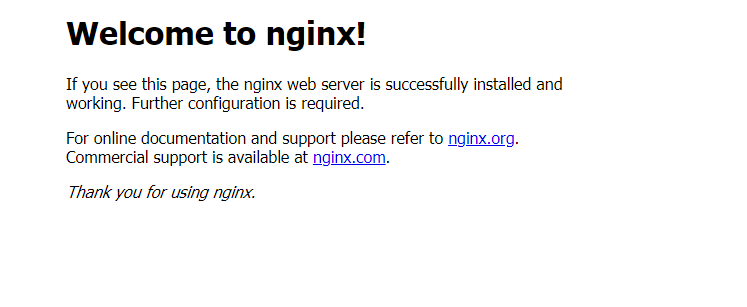 Welcome to nginx!
If you see this page, the nginx web server is successfully installed and
working. Further configuration is required.
For online documentation and support please refer to nginx.org.
Commercial support is available at nginx.com.
Thank you for using nginx.